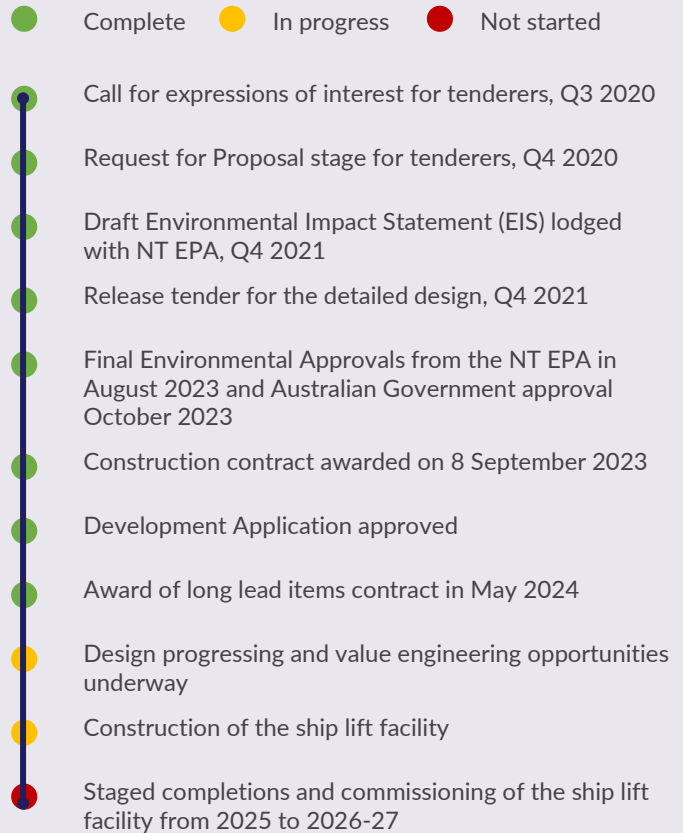 Complete In progress Not started
Call for expressions of interest for tenderers, Q3 2020
Request for Proposal stage for tenderers, Q4 2020
Draft Environmental Impact Statement (EIS) lodged
with NT EPA, Q4 2021
Release tender for the detailed design, Q4 2021
Final Environmental Approvals from the NT EPA in
August 2023 and Australian Government approval
October 2023
Construction contract awarded on 8 September 2023
Development Application approved
Award of long lead items contract in May 2024
Design progressing and value engineering opportunities
underway
Construction of the ship lift facility
Staged completions and commissioning of the ship lift
facility from 2025 to 2026-27